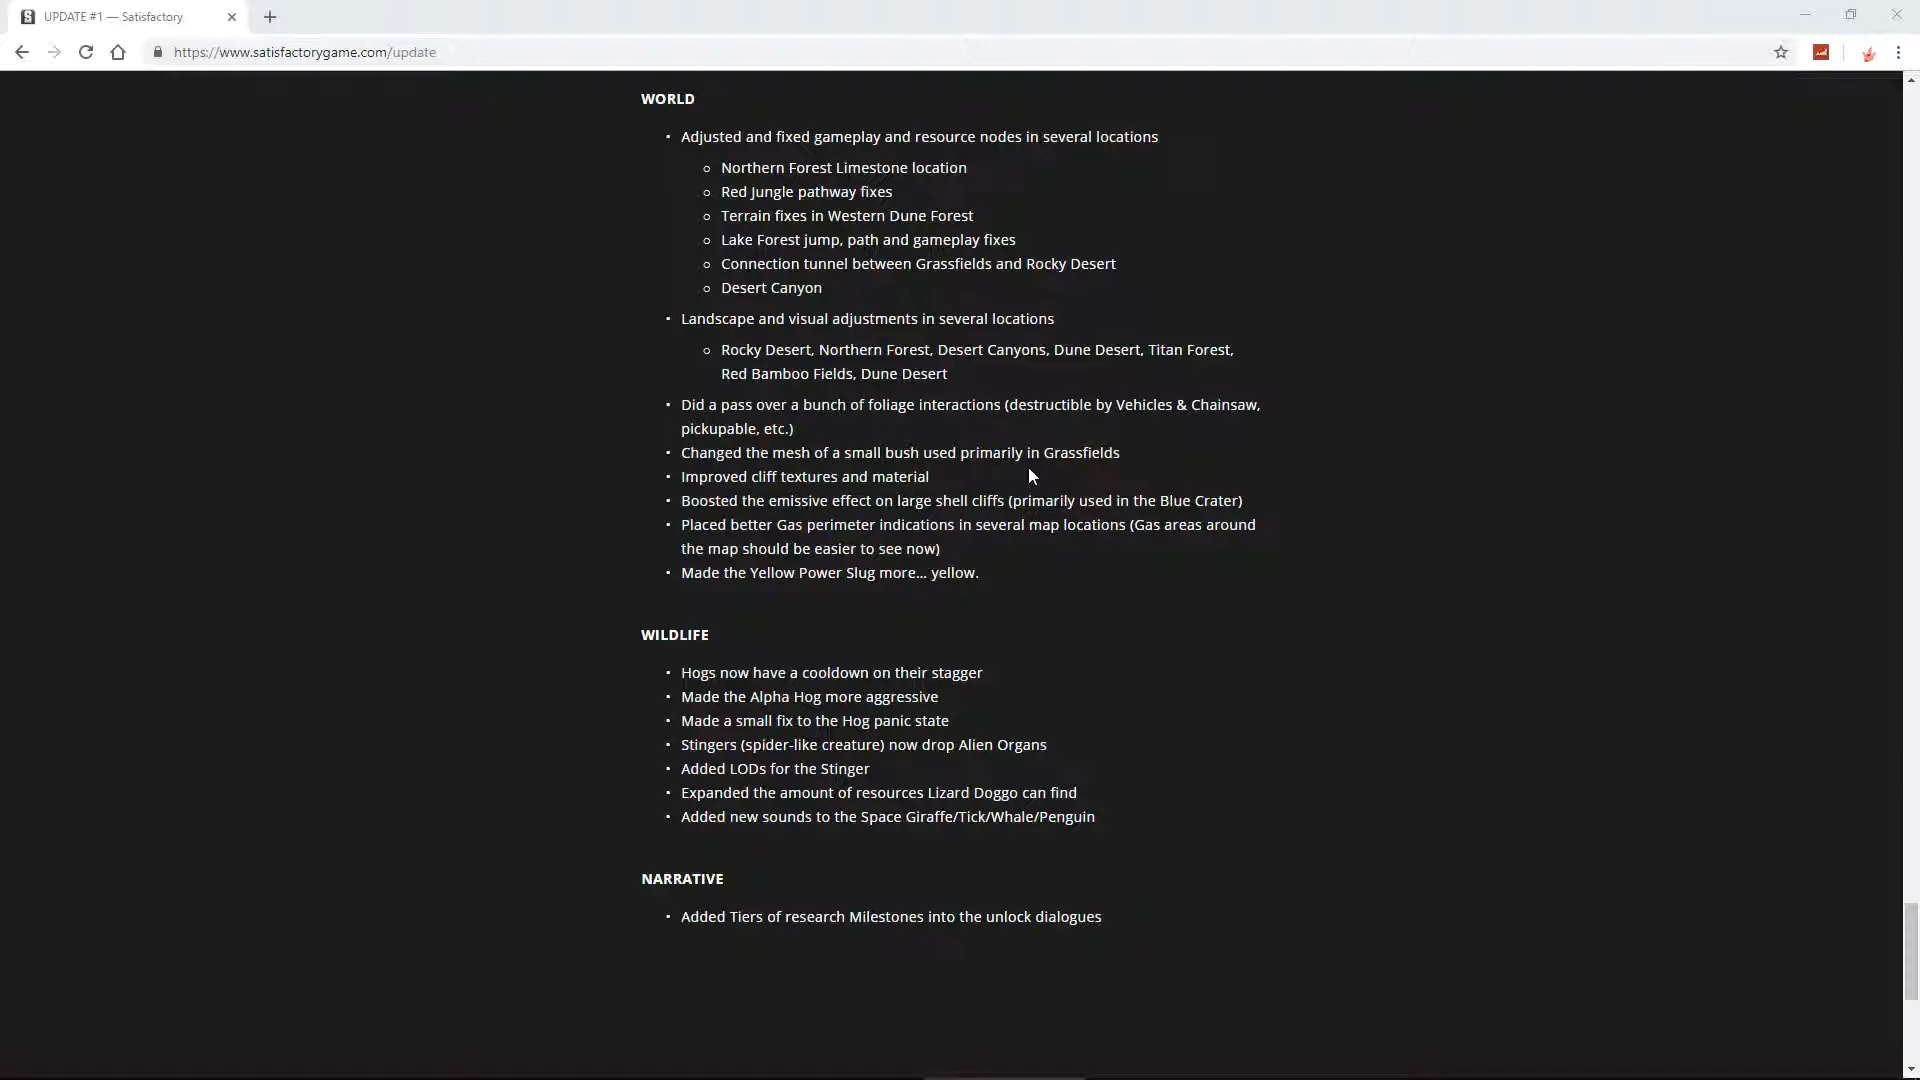 UPDATE #1 — Satisfactory
https://www.satisfactorygame.com/update
WORLD
• Adjusted and fixed gameplay and resource nodes in several locations
○ Northern Forest Limestone location
○ Red Jungle pathway fixes
○ Terrain fixes in Western Dune Forest
○ Lake Forest jump, path and gameplay fixes
○ Connection tunnel between Grassfields and Rocky Desert
○ Desert Canyon
• Landscape and visual adjustments in several locations
○ Rocky Desert, Northern Forest, Desert Canyons, Dune Desert, Titan Forest,
Red Bamboo Fields, Dune Desert
• Did a pass over a bunch of foliage interactions (destructible by Vehicles & Chainsaw,
pickupable, etc.)
• Changed the mesh of a small bush used primarily in Grassfields
• Improved cliff textures and material
• Boosted the emissive effect on large shell cliffs (primarily used in the Blue Crater)
• Placed better Gas perimeter indications in several map locations (Gas areas around
the map should be easier to see now)
• Made the Yellow Power Slug more... yellow.
WILDLIFE
• Hogs now have a cooldown on their stagger
• Made the Alpha Hog more aggressive
• Made a small fix to the Hog panic state
• Stingers (spider-like creature) now drop Alien Organs
• Added LODs for the Stinger
• Expanded the amount of resources Lizard Doggo can find
• Added new sounds to the Space Giraffe/Tick/Whale/Penguin
NARRATIVE
• Added Tiers of research Milestones into the unlock dialogues